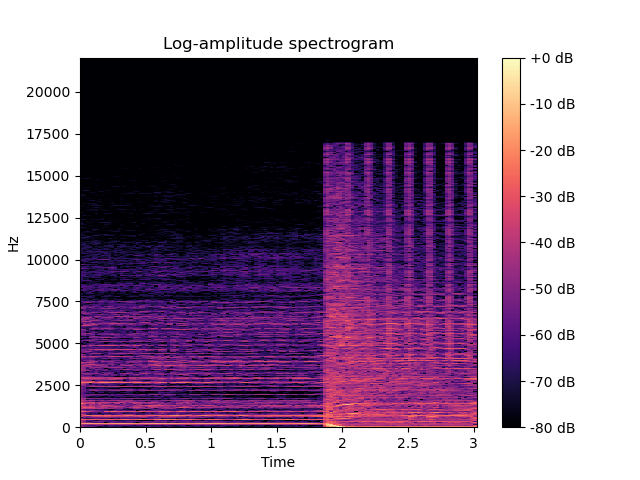 Log-amplitude spectrogram
20000
17500
15000
12500
10000
7500
5000
2500
0
Hz
0 0.5 1 1.5 2 2.5 3
Time
+0 dB
-10 dB
-20 dB
-30 dB
-40 dB
-50 dB
-60 dB
-70 dB
-80 dB